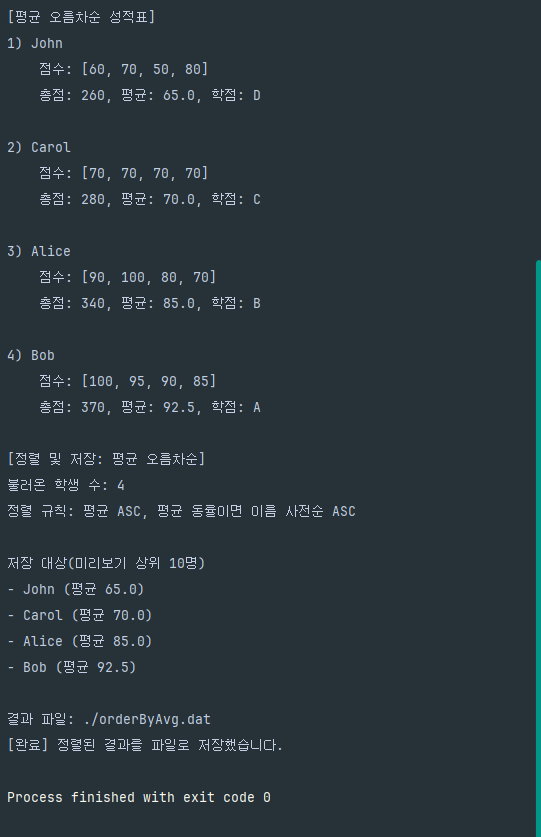 [평균 오름차순 성적표]
1) John
점수: [60, 70, 50, 80]
총점: 260, 평균: 65.0, 학점: D
2) Carol
점수: [70, 70, 70, 70]
총점: 280, 평균: 70.0, 학점: C
3) Alice
점수: [90, 100, 80, 70]
총점: 340, 평균: 85.0, 학점: B
4) Bob
점수: [100, 95, 90, 85]
총점: 370, 평균: 92.5, 학점: A
[정렬 및 저장: 평균 오름차순]
불러온 학생 수: 4
정렬 규칙: 평균 ASC, 평균 동률이면 이름 사전순 ASC
저장 대상(미리보기 상위 10명)
- John (평균 65.0)
- Carol (평균 70.0)
- Alice (평균 85.0)
- Bob (평균 92.5)
결과 파일: ./orderByAvg.dat
[완료] 정렬된 결과를 파일로 저장했습니다.
Process finished with exit code 0